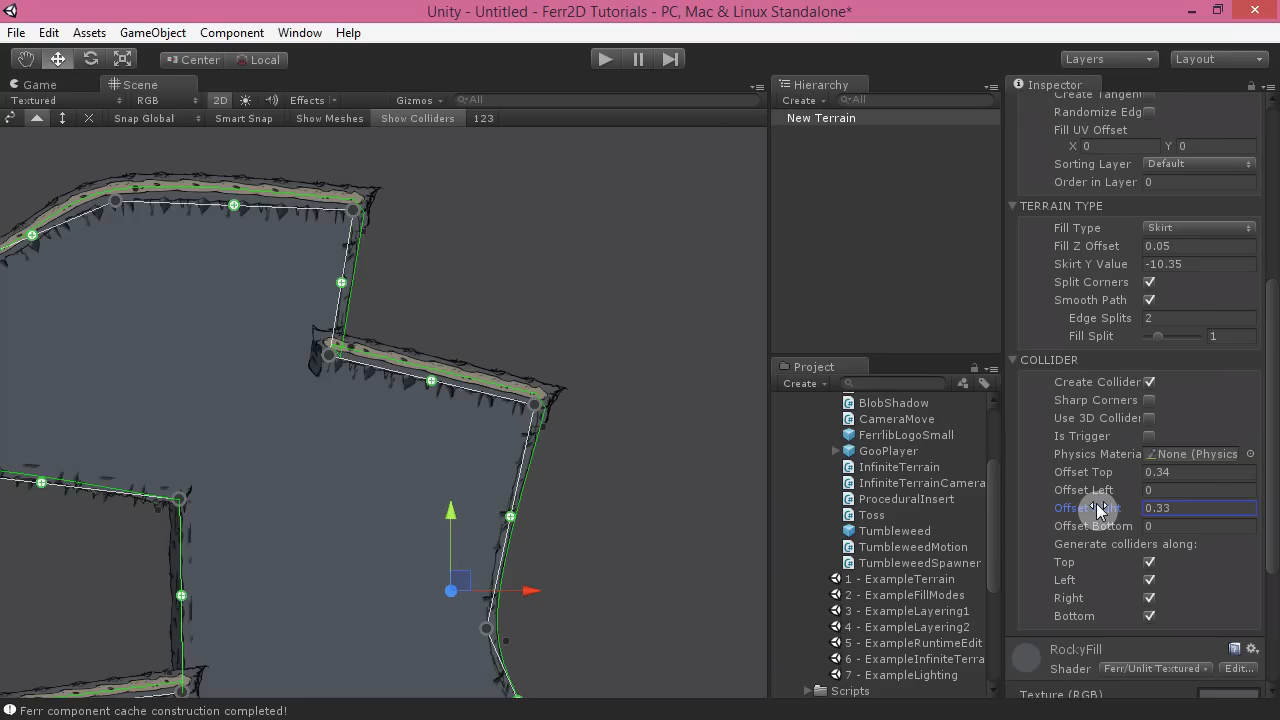 Unity - Untitled - Ferr2D Tutorials - PC, Mac & Linux Standalone*
File Edit Assets GameObject Component Window Help
Center Local Layers Layout
Game Scene
Textured RGB 2D Effects Gizmos All
Snap Global Smart Snap Show Meshes Show Colliders 123
Hierarchy
Create All
New Terrain
Project
Create
BlobShadow
CameraMove
FerrlibLogoSmall
GooPlayer
InfiniteTerrain
InfiniteTerrainCamera
ProceduralInsert
Toss
Tumbleweed
TumbleweedMotion
TumbleweedSpawner
1 - ExampleTerrain
2 - ExampleFillModes
3 - ExampleLayering1
4 - ExampleLayering2
5 - ExampleRuntimeEdit
6 - ExampleInfiniteTerra
7 - ExampleLighting
Scripts
Inspector
Create Tangen
Randomize Edg
Fill UV Offset
X 0 Y 0
Sorting Layer Default
Order in Layer 0
TERRAIN TYPE
Fill Type Skirt
Fill Z Offset 0.05
Skirt Y Value -10.35
Split Corners
Smooth Path
Edge Splits 2
Fill Split 1
COLLIDER
Create Collider
Sharp Corners
Use 3D Collider
Is Trigger
Physics Materia None (Physics
Offset Top 0.34
Offset Left 0
Offset 0.33
Offset Bottom 0
Generate colliders along:
Top
Left
Right
Bottom
RockyFill
Shader Ferr/Unlit Textured Edit...
Texture (RGB)
Ferr component cache construction completed!